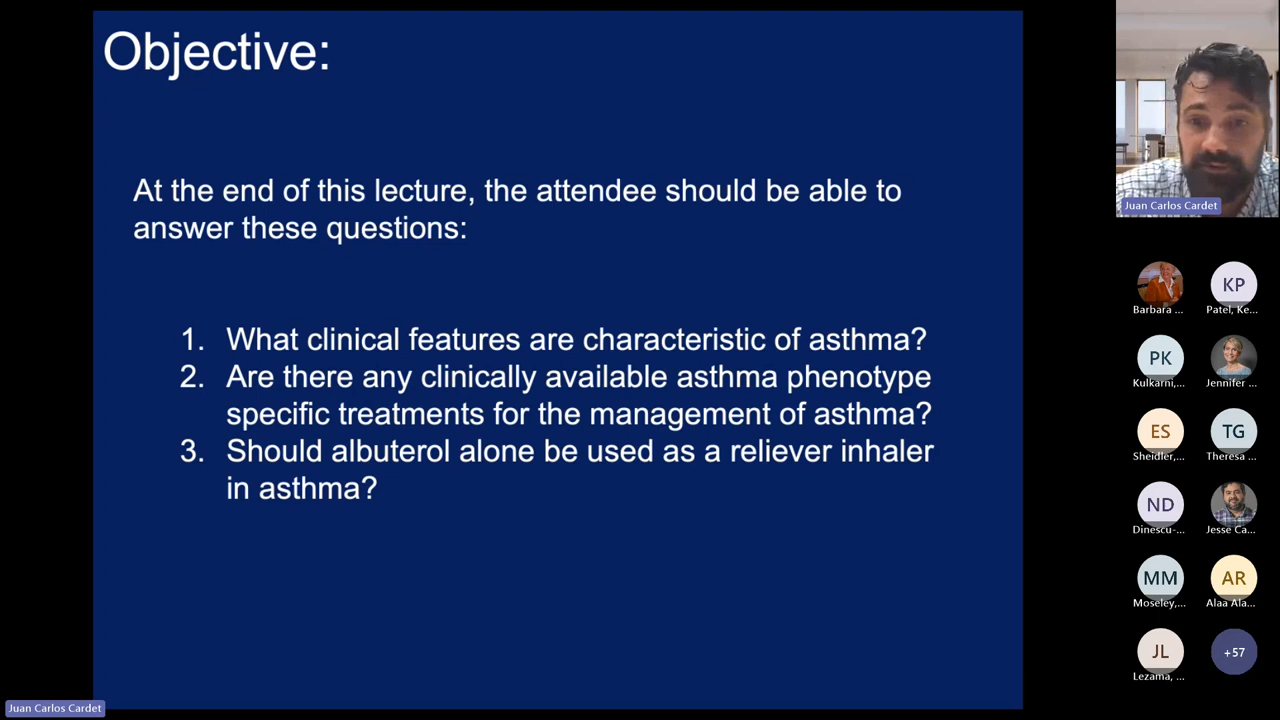 Objective:
At the end of this lecture, the attendee should be able to
answer these questions:
1. What clinical features are characteristic of asthma?
2. Are there any clinically available asthma phenotype
specific treatments for the management of asthma?
3. Should albuterol alone be used as a reliever inhaler
in asthma?
Juan Carlos Cardet
Juan Carlos Cardet
Barbara ...
KP
Patel, Ke...
PK
Kulkarni,...
Jennifer ...
ES
Sheidler,...
TG
Theresa ...
ND
Dinescu-...
Jesse Ca...
MM
Moseley,...
AR
Alaa Ala...
JL
Lezama, ...
+57